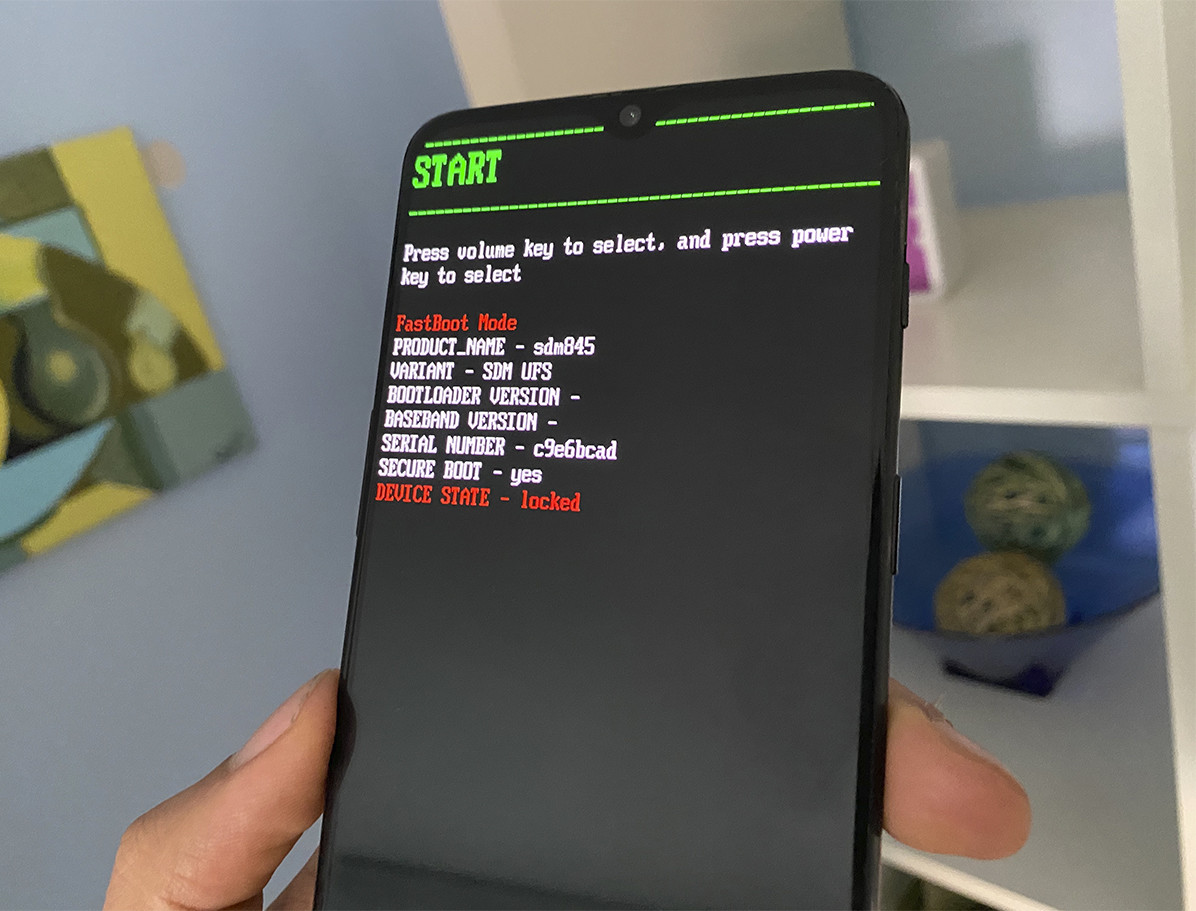 START
Press volume key to select, and press power
key to select
FastBoot Mode
PRODUCT_NAME - sdm845
VARIANT - SDM UFS
BOOTLOADER VERSION -
BASEBAND VERSION -
SERIAL NUMBER - c9e6bcad
SECURE BOOT - yes
DEVICE STATE - locked